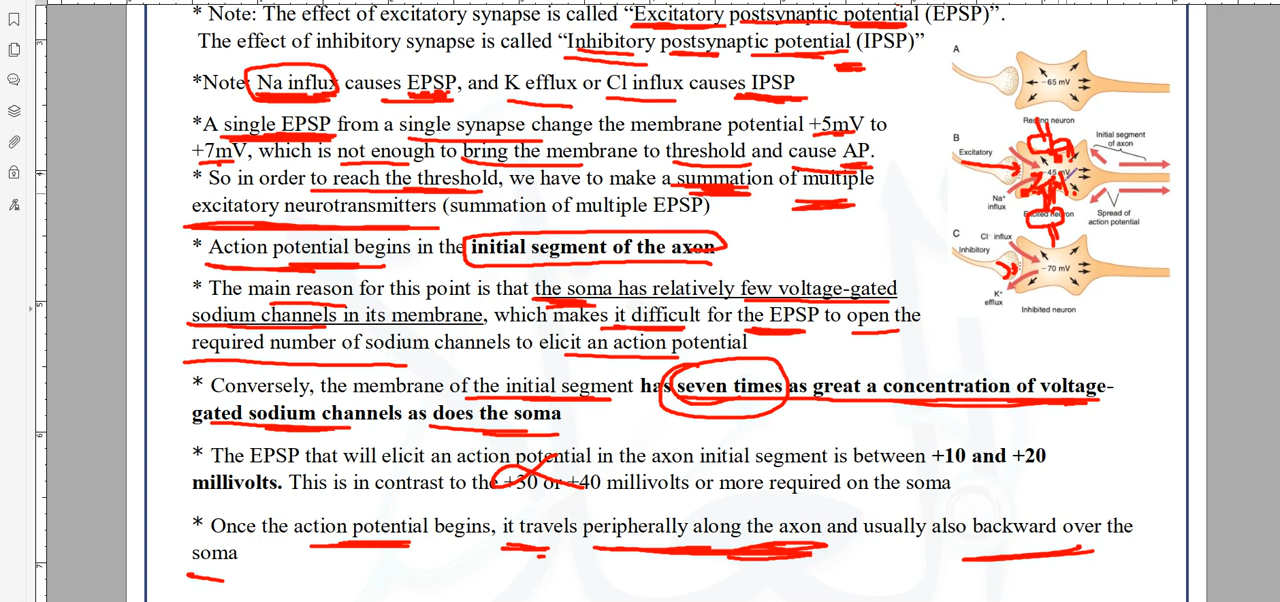 * Note: The effect of excitatory synapse is called “Excitatory postsynaptic potential (EPSP)”.
The effect of inhibitory synapse is called “Inhibitory postsynaptic potential (IPSP)”
*Note: Na influx causes EPSP, and K efflux or Cl influx causes IPSP
*A single EPSP from a single synapse change the membrane potential +5mV to
+7mV, which is not enough to bring the membrane to threshold and cause AP.
* So in order to reach the threshold, we have to make a summation of multiple
excitatory neurotransmitters (summation of multiple EPSP)
* Action potential begins in the initial segment of the axon
* The main reason for this point is that the soma has relatively few voltage-gated
sodium channels in its membrane, which makes it difficult for the EPSP to open the
required number of sodium channels to elicit an action potential
* Conversely, the membrane of the initial segment has seven times as great a concentration of voltage-
gated sodium channels as does the soma
* The EPSP that will elicit an action potential in the axon initial segment is between +10 and +20
millivolts. This is in contrast to the +30 or +40 millivolts or more required on the soma
* Once the action potential begins, it travels peripherally along the axon and usually also backward over the
soma
A
−65 mV
Resting neuron
B
Initial segment
of axon
Excitatory
−45 mV
Na⁺
influx
Excited neuron
Spread of
action potential
C
Cl⁻ influx
Inhibitory
−70 mV
K⁺
efflux
Inhibited neuron
3
4
5
6
7